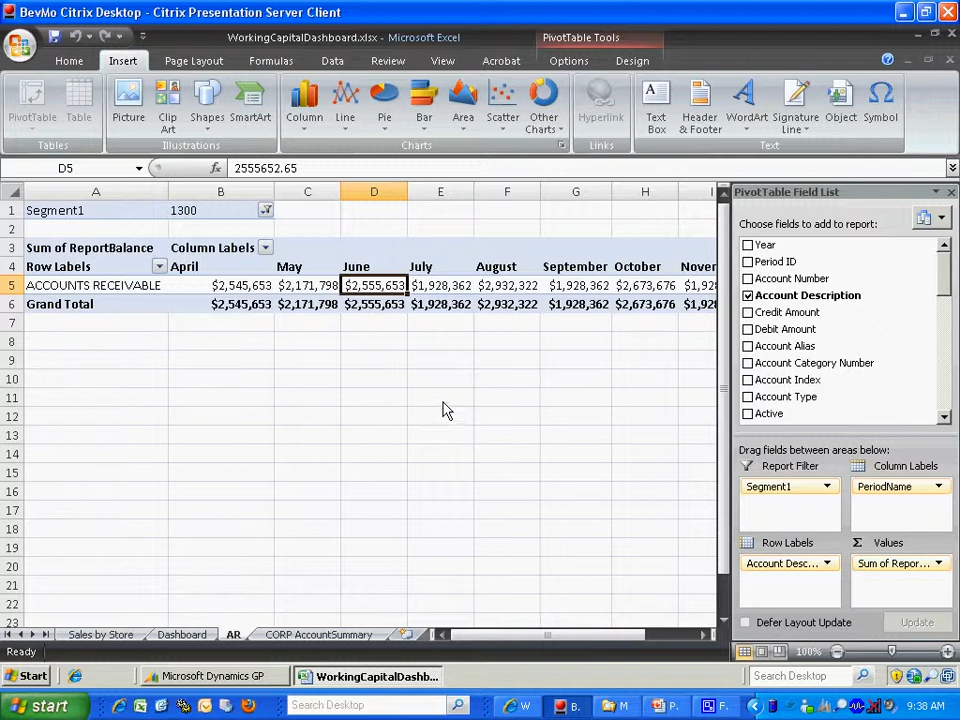 BevMo Citrix Desktop - Citrix Presentation Server Client
WorkingCapitalDashboard.xlsx - Microsoft Excel
PivotTable Tools
Home Insert Page Layout Formulas Data Review View Acrobat Options Design
PivotTable Table Picture Clip Art Shapes SmartArt Column Line Pie Bar Area Scatter Other Charts Hyperlink Text Box Header & Footer WordArt Signature Line Object Symbol
Tables Illustrations Charts Links Text
D5 fx 2555652.65
A B C D E F G H I
1 Segment1 1300
2
3 Sum of ReportBalance Column Labels
4 Row Labels April May June July August September October Novem
5 ACCOUNTS RECEIVABLE $2,545,653 $2,171,798 $2,555,653 $1,928,362 $2,932,322 $1,928,362 $2,673,676 $1,928
6 Grand Total $2,545,653 $2,171,798 $2,555,653 $1,928,362 $2,932,322 $1,928,362 $2,673,676 $1,928
7
8
9
10
11
12
13
14
15
16
17
18
19
20
21
22
23
PivotTable Field List
Choose fields to add to report:
Year
Period ID
Account Number
Account Description
Credit Amount
Debit Amount
Account Alias
Account Category Number
Account Index
Account Type
Active
Drag fields between areas below:
Report Filter Column Labels
Segment1 PeriodName
Row Labels Σ Values
Account Desc... Sum of Repor...
Defer Layout Update Update
Sales by Store Dashboard AR CORP AccountSummary
Ready 100%
Start Microsoft Dynamics GP WorkingCapitalDashb... Search Desktop
start Search Desktop W B. M P. F. 9:38 AM